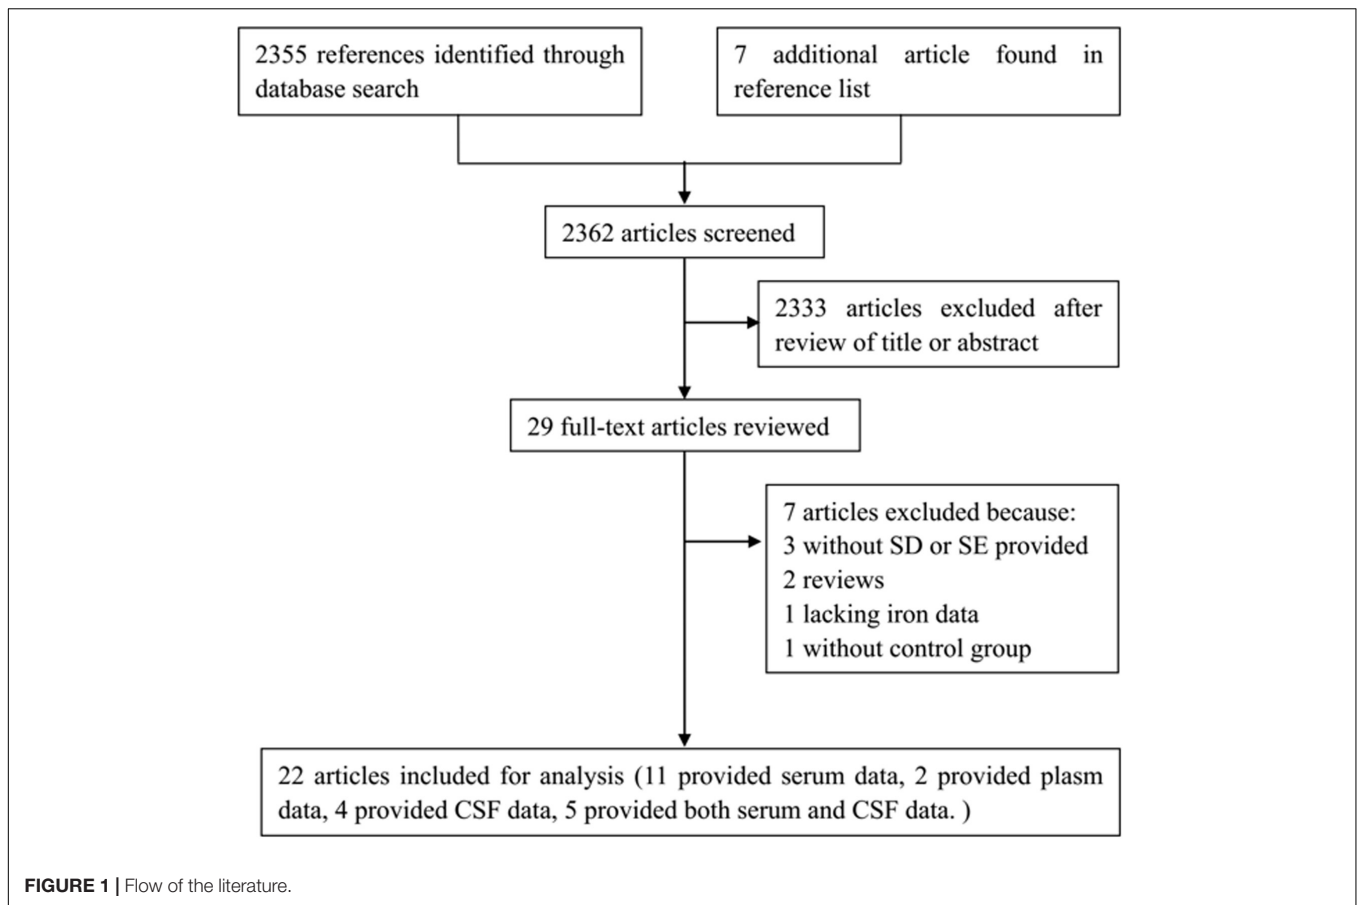 2355 references identified through
database search
7 additional article found in
reference list
2362 articles screened
2333 articles excluded after
review of title or abstract
29 full-text articles reviewed
7 articles excluded because:
3 without SD or SE provided
2 reviews
1 lacking iron data
1 without control group
22 articles included for analysis (11 provided serum data, 2 provided plasm
data, 4 provided CSF data, 5 provided both serum and CSF data. )
FIGURE 1 | Flow of the literature.